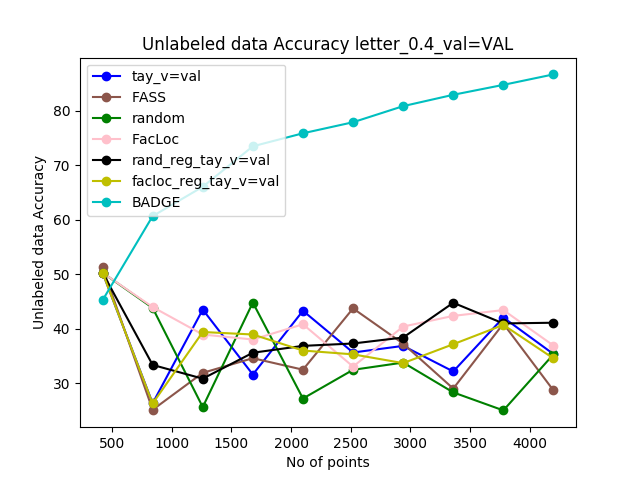 Unlabeled data Accuracy letter_0.4_val=VAL
tay_v=val
FASS
random
FacLoc
rand_reg_tay_v=val
facloc_reg_tay_v=val
BADGE
Unlabeled data Accuracy
80
70
60
50
40
30
500 1000 1500 2000 2500 3000 3500 4000
No of points